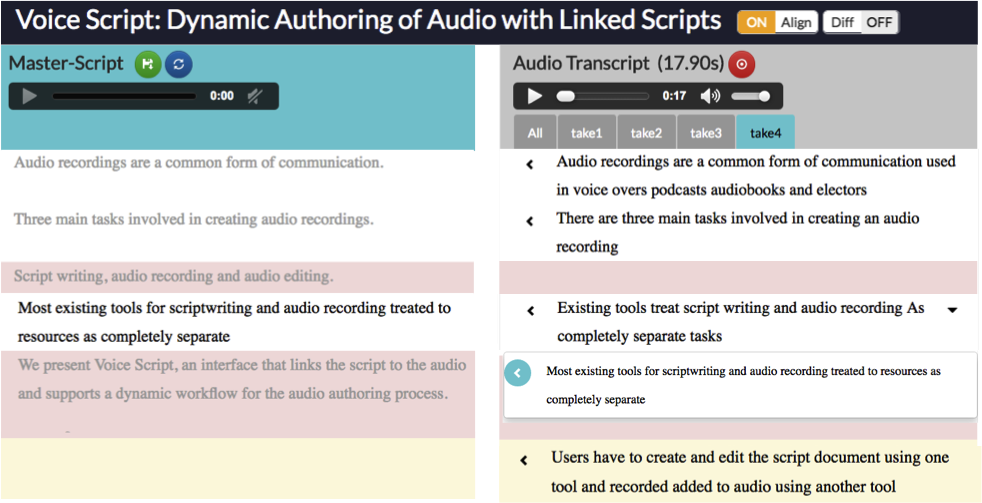 Voice Script: Dynamic Authoring of Audio with Linked Scripts
ON Align Diff OFF
Master-Script
0:00
Audio recordings are a common form of communication.
Three main tasks involved in creating audio recordings.
Script writing, audio recording and audio editing.
Most existing tools for scriptwriting and audio recording treated to
resources as completely separate
We present Voice Script, an interface that links the script to the audio
and supports a dynamic workflow for the audio authoring process.
Audio Transcript (17.90s)
0:17
All take1 take2 take3 take4
Audio recordings are a common form of communication used
in voice overs podcasts audiobooks and electors
There are three main tasks involved in creating an audio
recording
Existing tools treat script writing and audio recording As
completely separate tasks
Most existing tools for scriptwriting and audio recording treated to resources as
completely separate
Users have to create and edit the script document using one
tool and recorded added to audio using another tool